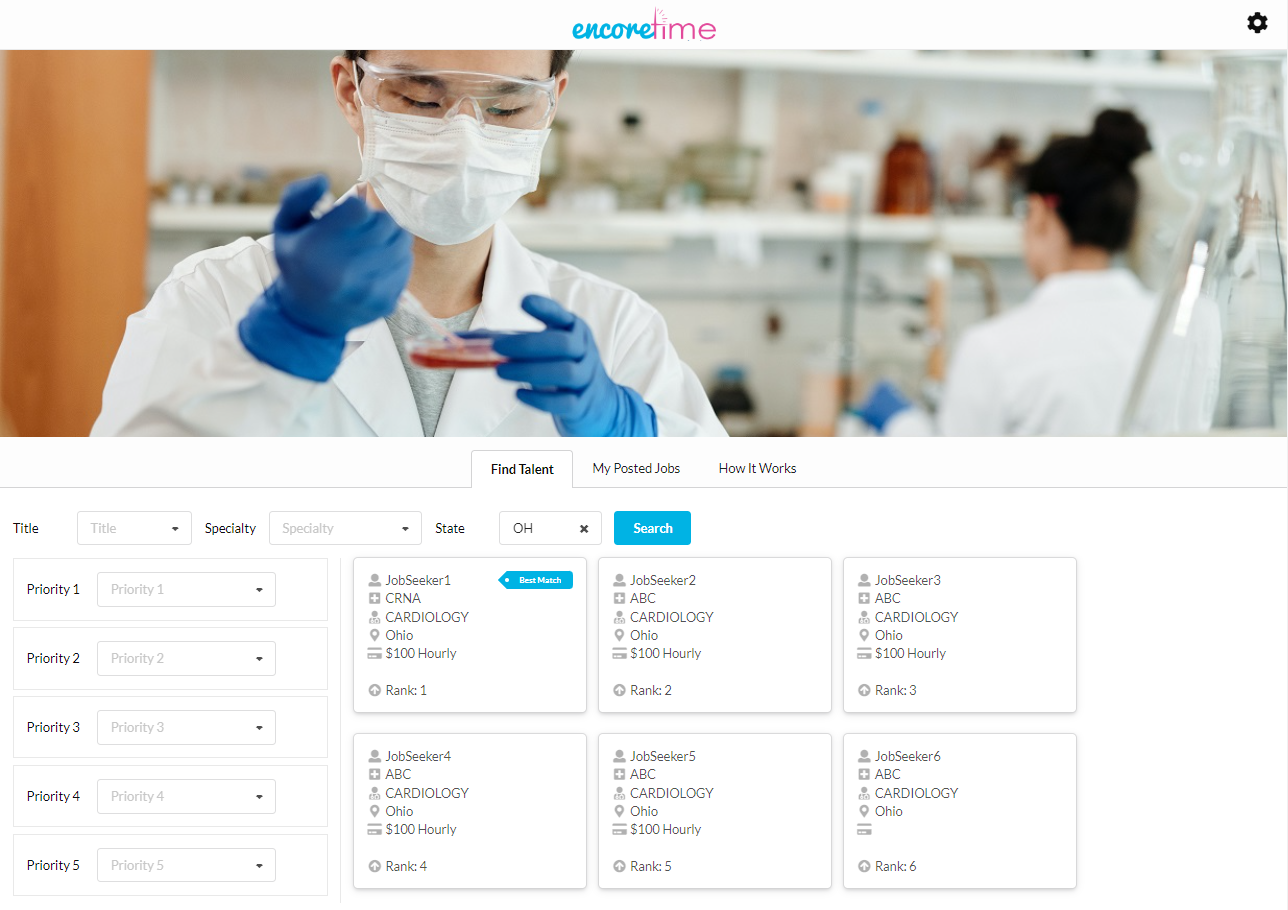 encoretime
Find Talent
My Posted Jobs
How It Works
Title
Title
Specialty
Specialty
State
OH
Search
Priority 1
Priority 1
Priority 2
Priority 2
Priority 3
Priority 3
Priority 4
Priority 4
Priority 5
Priority 5
JobSeeker1
Best Match
CRNA
CARDIOLOGY
Ohio
$100 Hourly
Rank: 1
JobSeeker2
ABC
CARDIOLOGY
Ohio
$100 Hourly
Rank: 2
JobSeeker3
ABC
CARDIOLOGY
Ohio
$100 Hourly
Rank: 3
JobSeeker4
ABC
CARDIOLOGY
Ohio
$100 Hourly
Rank: 4
JobSeeker5
ABC
CARDIOLOGY
Ohio
$100 Hourly
Rank: 5
JobSeeker6
ABC
CARDIOLOGY
Ohio
Rank: 6